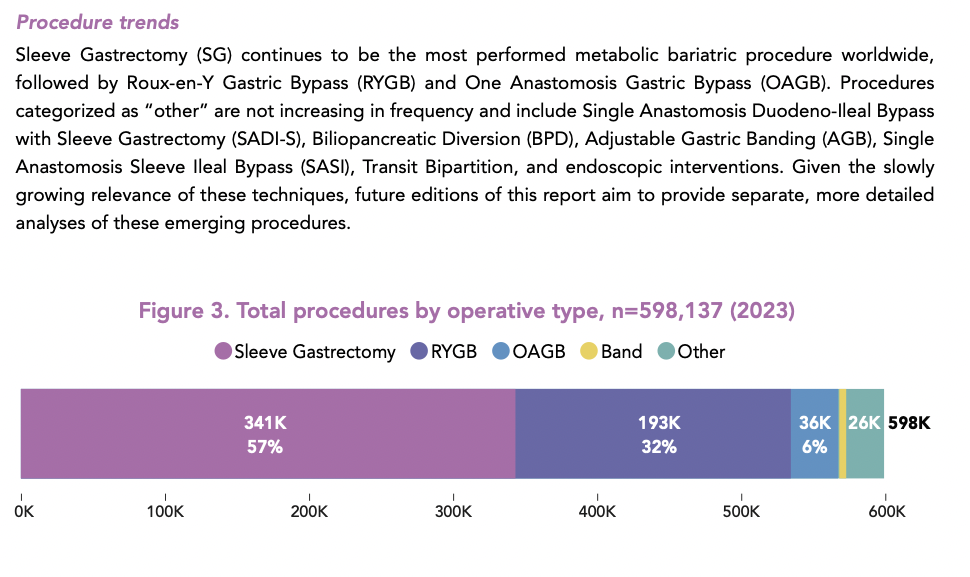 Procedure trends
Sleeve Gastrectomy (SG) continues to be the most performed metabolic bariatric procedure worldwide,
followed by Roux-en-Y Gastric Bypass (RYGB) and One Anastomosis Gastric Bypass (OAGB). Procedures
categorized as “other” are not increasing in frequency and include Single Anastomosis Duodeno-Ileal Bypass
with Sleeve Gastrectomy (SADI-S), Biliopancreatic Diversion (BPD), Adjustable Gastric Banding (AGB), Single
Anastomosis Sleeve Ileal Bypass (SASI), Transit Bipartition, and endoscopic interventions. Given the slowly
growing relevance of these techniques, future editions of this report aim to provide separate, more detailed
analyses of these emerging procedures.
Figure 3. Total procedures by operative type, n=598,137 (2023)
Sleeve Gastrectomy RYGB OAGB Band Other
341K 193K 36K 26K 598K
57% 32% 6%
0K 100K 200K 300K 400K 500K 600K